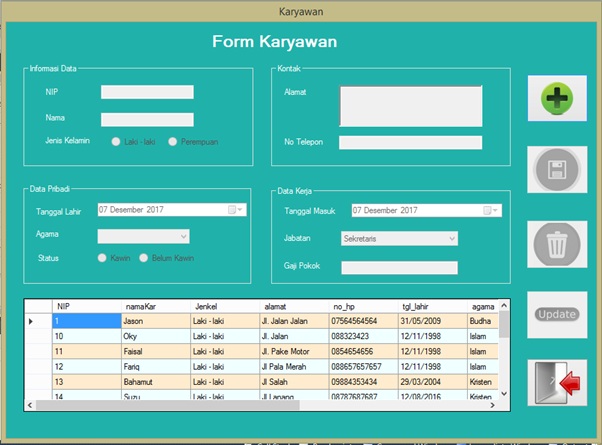 Karyawan
Form Karyawan
Informasi Data
NIP
Nama
Jenis Kelamin Laki - laki Perempuan
Kontak
Alamat
No Telepon
Data Pribadi
Tanggal Lahir 07 Desember 2017
Agama
Status Kawin Belum Kawin
Data Kerja
Tanggal Masuk 07 Desember 2017
Jabatan Sekretaris
Gaji Pokok
Update
NIP namaKar Jenkel alamat no_hp tgl_lahir agama
1 Jason Laki - laki Jl. Jalan Jalan 07564564564 31/05/2009 Budha
10 Oky Laki - laki Jl. Jalan 088323423 12/11/1998 Islam
11 Faisal Laki - laki Jl. Pake Motor 0854654656 12/11/1998 Islam
12 Fariq Laki - laki Jl Pala Merah 088657657657 12/11/1998 Islam
13 Bahamut Laki - laki Jl Salah 09884353434 29/03/2004 Kristen
14 Suzu Laki - laki Jl Lapang 08787687687 12/08/2016 Kristen